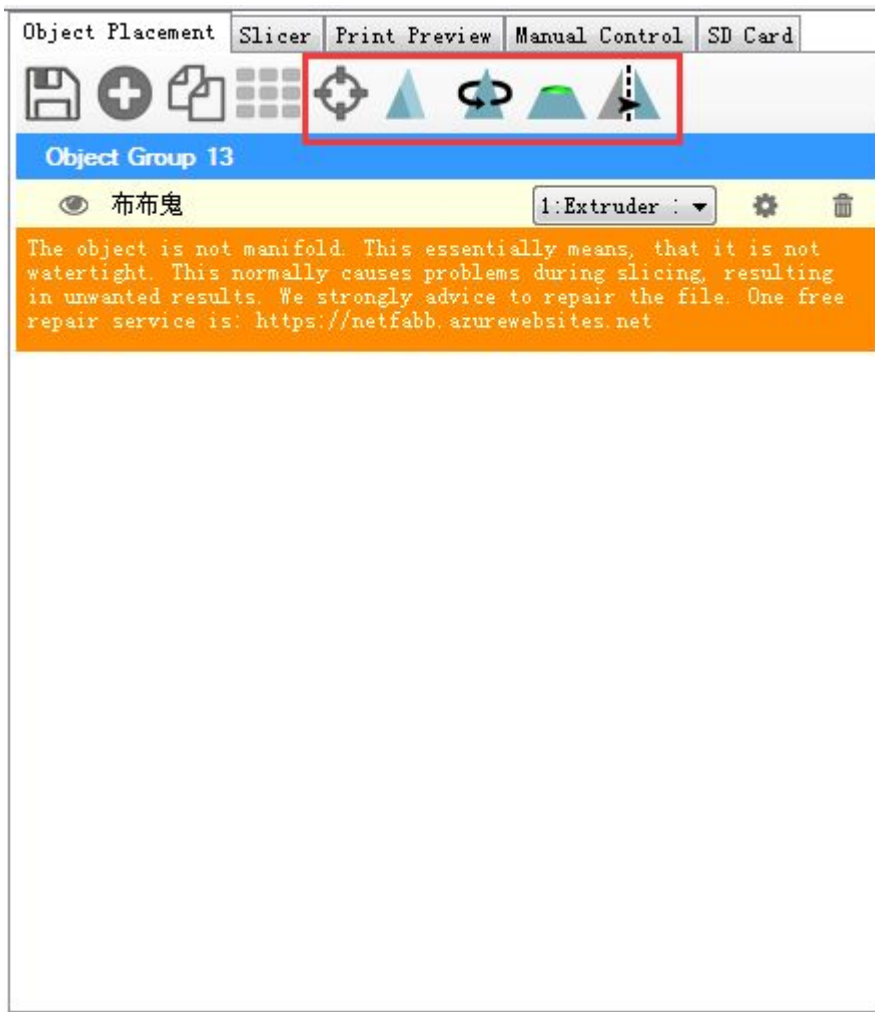 Object Placement Slicer Print Preview Manual Control SD Card
Object Group 13
布布鬼 1:Extruder
The object is not manifold. This essentially means, that it is not
watertight. This normally causes problems during slicing, resulting
in unwanted results. We strongly advice to repair the file. One free
repair service is: https://netfabb.azurewebsites.net